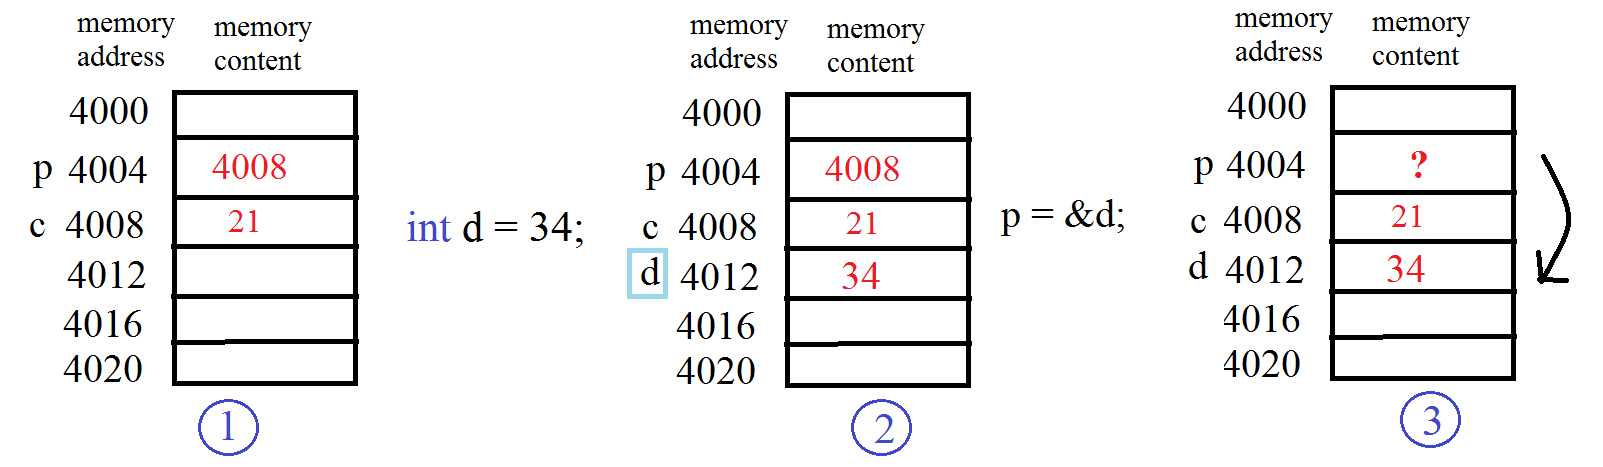 memory memory
address content
4000
p 4004 4008
c 4008 21
4012
4016
4020
1
int d = 34;
memory memory
address content
4000
p 4004 4008
c 4008 21
d 4012 34
4016
4020
2
p = &d;
memory memory
address content
4000
p 4004 ?
c 4008 21
d 4012 34
4016
4020
3